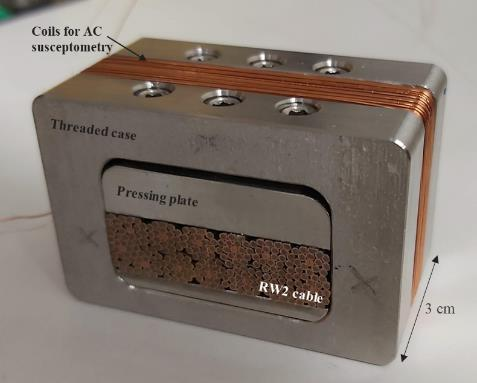 Coils for AC
susceptometry
Threaded case
Pressing plate
RW2 cable
3 cm